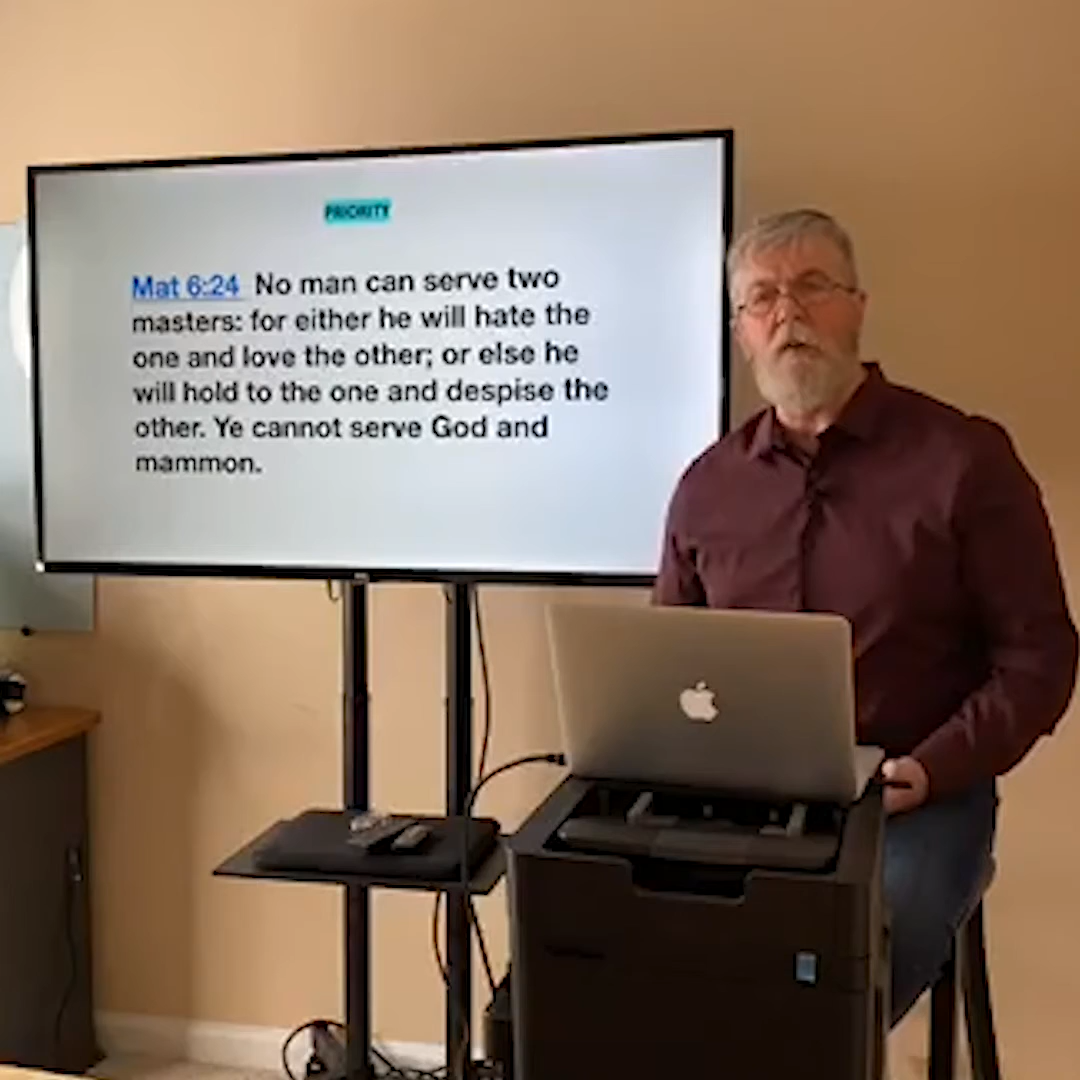 PRIORITY
Mat 6:24 No man can serve two
masters: for either he will hate the
one and love the other; or else he
will hold to the one and despise the
other. Ye cannot serve God and
mammon.